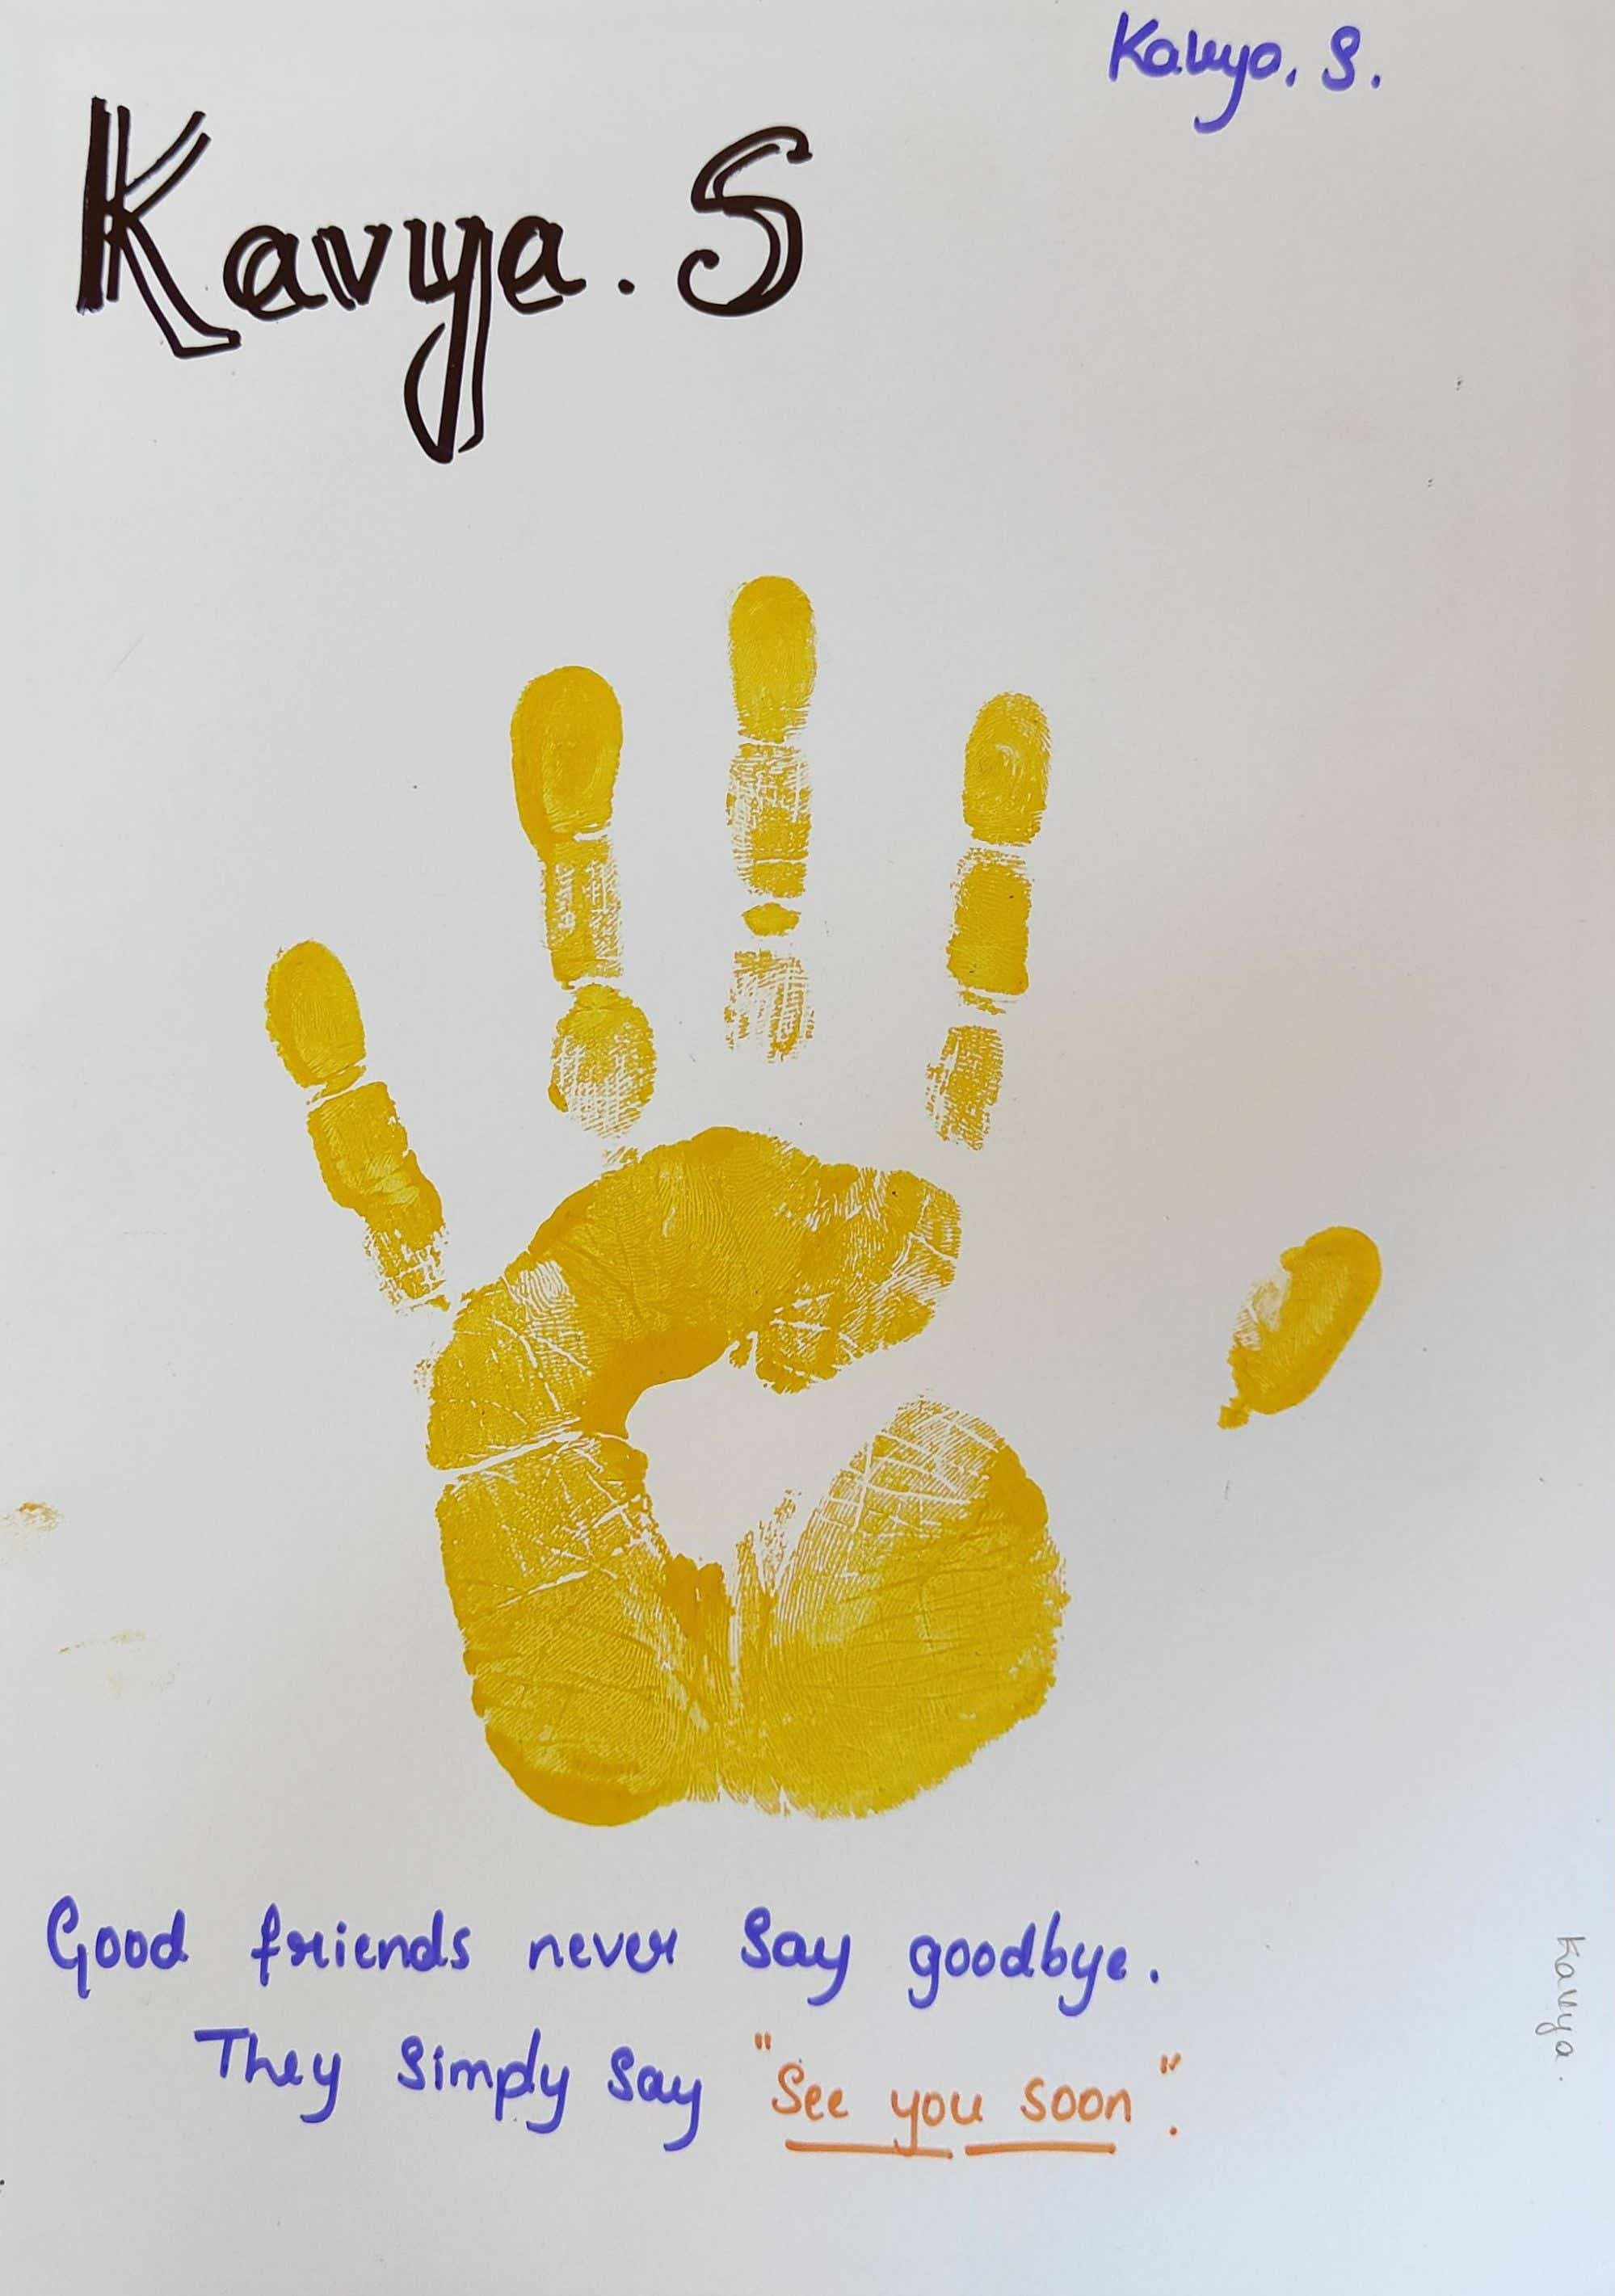 Kavya. S.
Kavya. S
Good friends never say goodbye.
They simply say "See you soon".
Kavya.